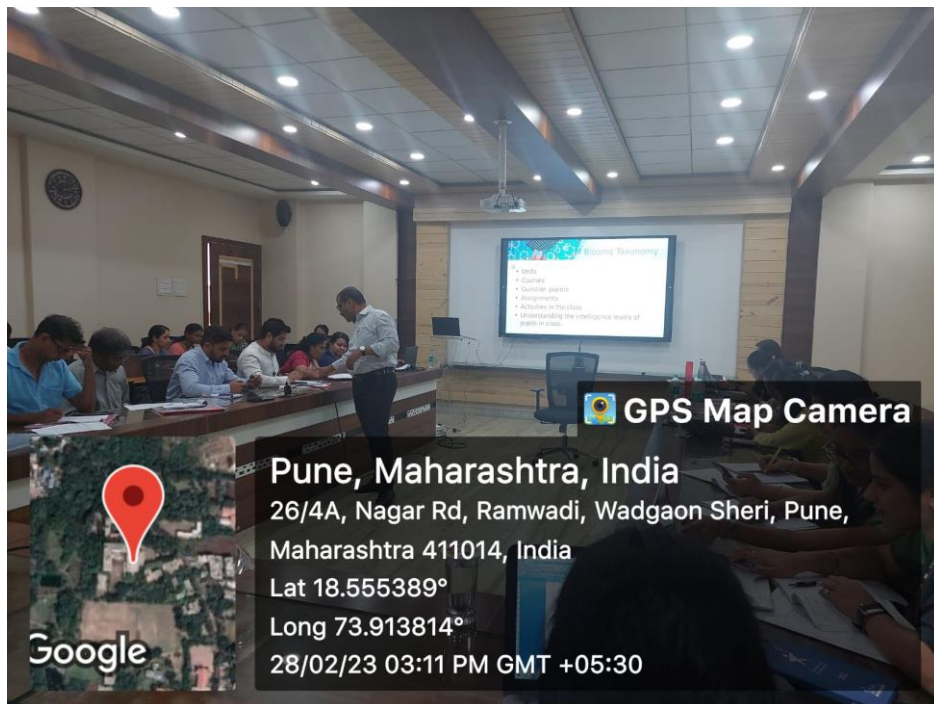 Blooms Taxonomy
• Units
• Courses
• Question papers
• Assignments
• Activities in the class
• Understanding the intelligence levels of
pupils in class.
GPS Map Camera
Pune, Maharashtra, India
26/4A, Nagar Rd, Ramwadi, Wadgaon Sheri, Pune,
Maharashtra 411014, India
Lat 18.555389°
Long 73.913814°
28/02/23 03:11 PM GMT +05:30
Google